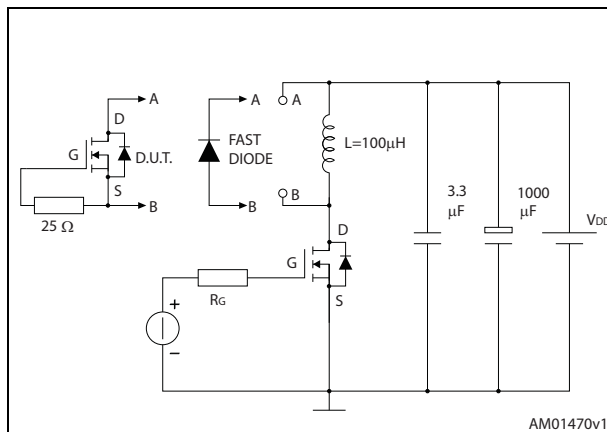 A
A
A
D
FAST
DIODE
L=100µH
G
D.U.T.
3.3
µF
1000
µF
VDD
S
B
B
B
25 Ω
D
G
RG
S
+
–
AM01470v1